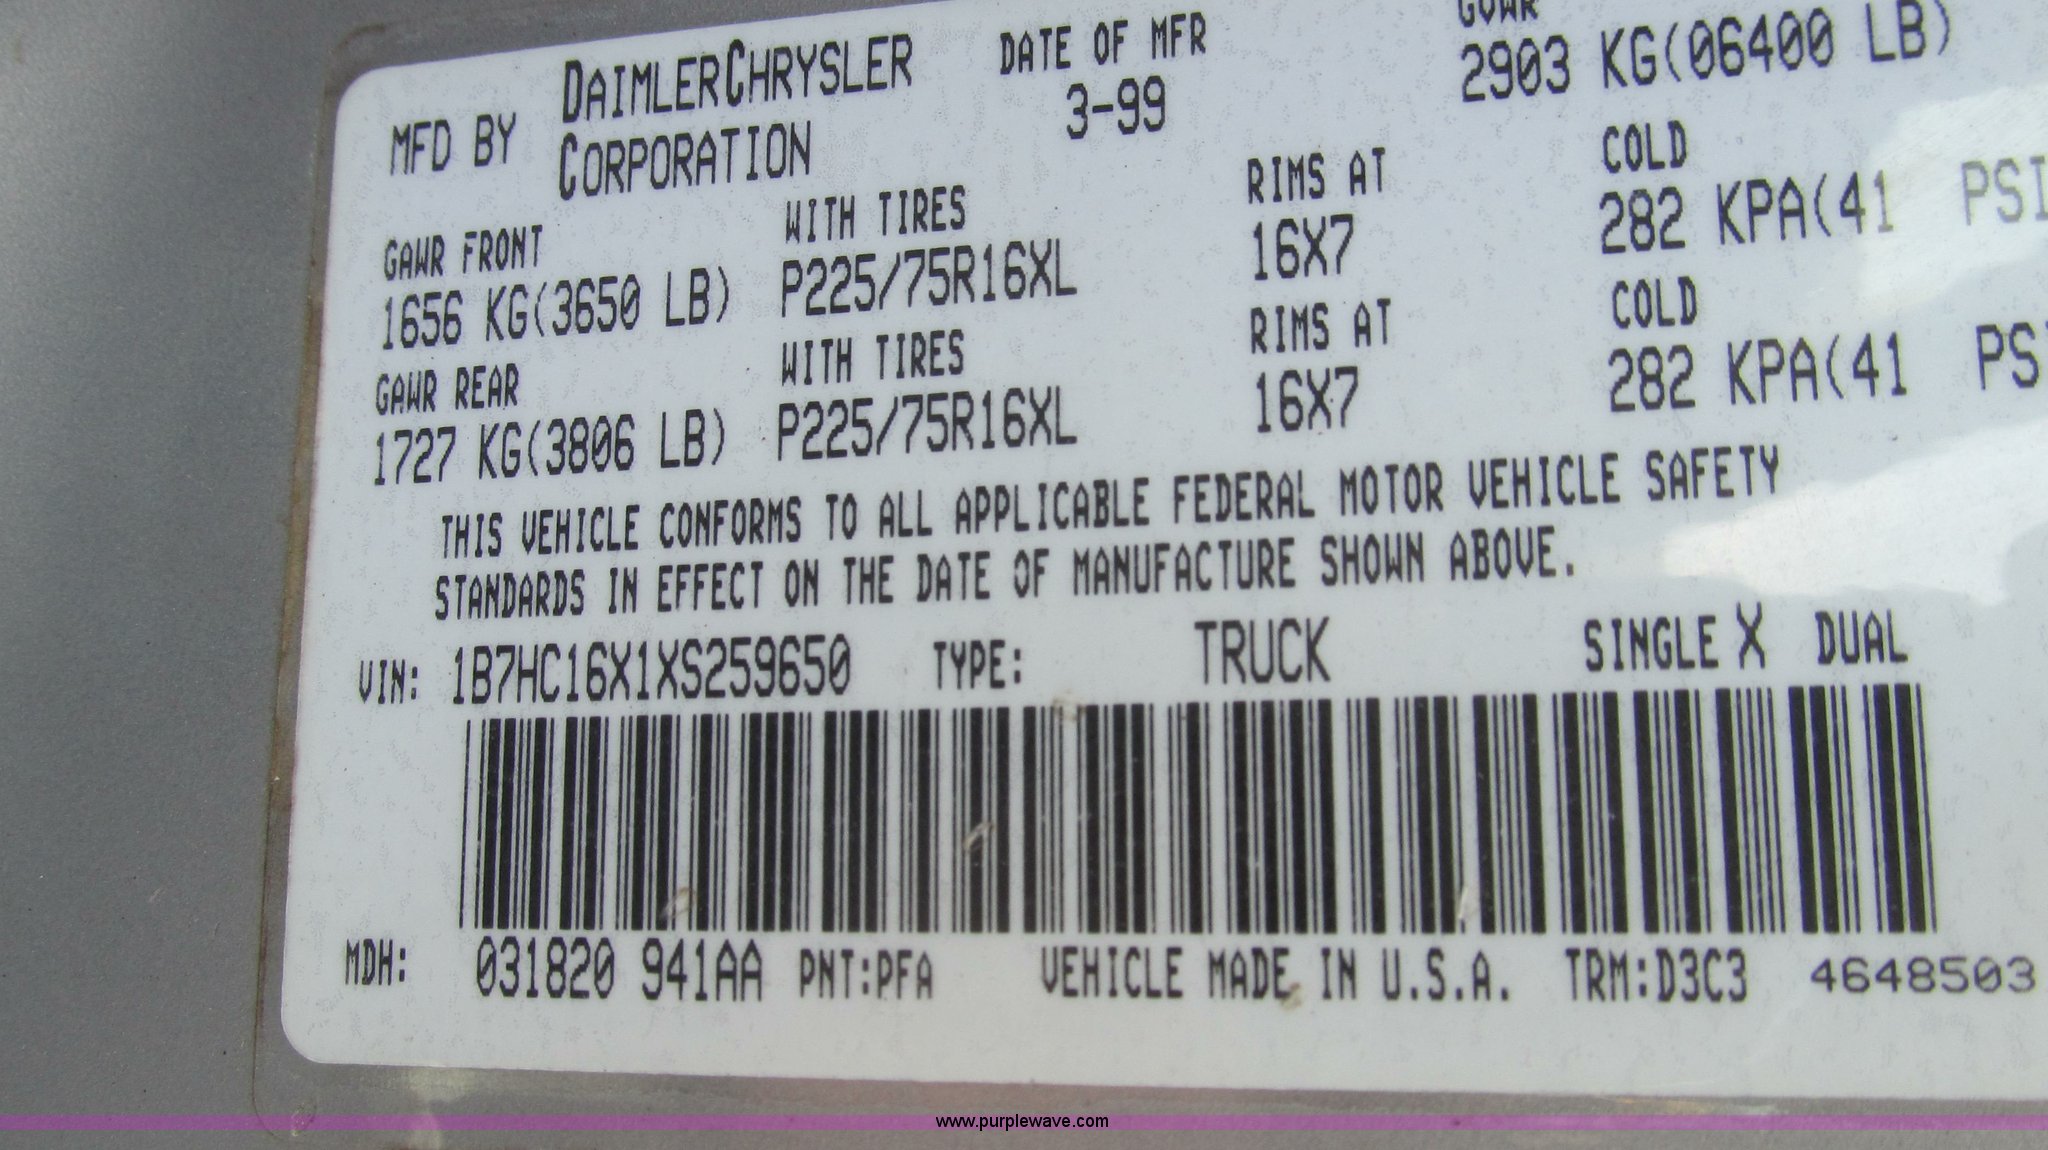 MFD BY DAIMLERCHRYSLER CORPORATION DATE OF MFR 3-99 GVWR 2903 KG(06400 LB)
GAWR FRONT WITH TIRES RIMS AT COLD
1656 KG(3650 LB) P225/75R16XL 16X7 282 KPA(41 PSI
GAWR REAR WITH TIRES RIMS AT COLD
1727 KG(3806 LB) P225/75R16XL 16X7 282 KPA(41 PSI
THIS VEHICLE CONFORMS TO ALL APPLICABLE FEDERAL MOTOR VEHICLE SAFETY
STANDARDS IN EFFECT ON THE DATE OF MANUFACTURE SHOWN ABOVE.
VIN: 1B7HC16X1XS259650 TYPE: TRUCK SINGLE X DUAL
MDH: 031820 941AA PNT:PFA VEHICLE MADE IN U.S.A. TRM:D3C3 4648503
www.purplewave.com